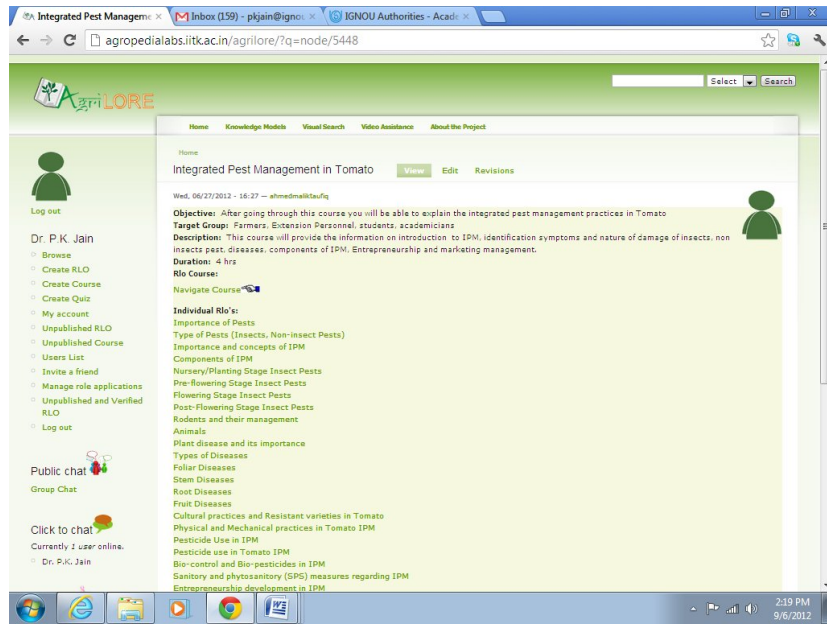 Integrated Pest Manageme
Inbox (159) - pkjain@ignou
IGNOU Authorities - Acade
agropedialabs.iitk.ac.in/agrilore/?q=node/5448
AgriLORE
Select
Search
Home Knowledge Models Visual Search Video Assistance About the Project
Home
Integrated Pest Management in Tomato View Edit Revisions
Wed, 06/27/2012 - 16:27 — ahmedmaliktaufiq
Objective: After going through this course you will be able to explain the integrated pest management practices in Tomato
Target Group: Farmers, Extension Personnel, students, academicians
Description: This course will provide the information on introduction to IPM, identification symptoms and nature of damage of insects, non
insects pest, diseases, components of IPM, Entrepreneurship and marketing management.
Duration: 4 hrs
Rlo Course:
Navigate Course
Individual Rlo's:
Importance of Pests
Type of Pests (Insects, Non-insect Pests)
Importance and concepts of IPM
Components of IPM
Nursery/Planting Stage Insect Pests
Pre-flowering Stage Insect Pests
Flowering Stage Insect Pests
Post-Flowering Stage Insect Pests
Rodents and their management
Animals
Plant disease and its importance
Types of Diseases
Foliar Diseases
Stem Diseases
Root Diseases
Fruit Diseases
Cultural practices and Resistant varieties in Tomato
Physical and Mechanical practices in Tomato IPM
Pesticide Use in IPM
Pesticide use in Tomato IPM
Bio-control and Bio-pesticides in IPM
Sanitory and phytosanitory (SPS) measures regarding IPM
Entrepreneurship development in IPM
Log out
Dr. P.K. Jain
Browse
Create RLO
Create Course
Create Quiz
My account
Unpublished RLO
Unpublished Course
Users List
Invite a friend
Manage role applications
Unpublished and Verified
RLO
Log out
Public chat
Group Chat
Click to chat
Currently 1 user online.
Dr. P.K. Jain
2:19 PM
9/6/2012